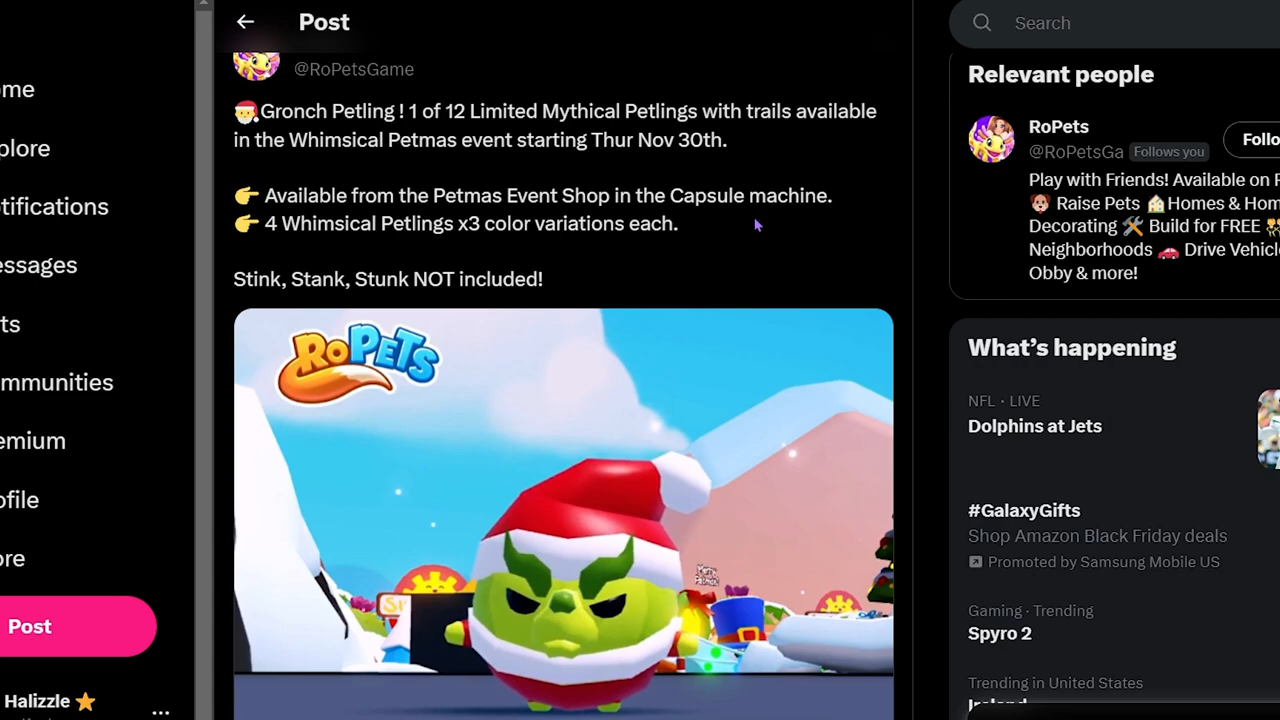 Post
Search
@RoPetsGame
🎅Gronch Petling ! 1 of 12 Limited Mythical Petlings with trails available
in the Whimsical Petmas event starting Thur Nov 30th.
👉 Available from the Petmas Event Shop in the Capsule machine.
👉 4 Whimsical Petlings x3 color variations each.
Stink, Stank, Stunk NOT included!
RoPETS
Merry
Petmas
ome
plore
tifications
essages
ts
mmunities
emium
ofile
ore
Post
Halizzle ⭐
...
Relevant people
RoPets
@RoPetsGa Follows you
Follo
Play with Friends! Available on
🐶 Raise Pets 🏠Homes & Hom
Decorating 🛠️ Build for FREE
Neighborhoods 🚗 Drive Vehicl
Obby & more!
What's happening
NFL · LIVE
Dolphins at Jets
#GalaxyGifts
Shop Amazon Black Friday deals
Promoted by Samsung Mobile US
Gaming · Trending
Spyro 2
Trending in United States
Ireland